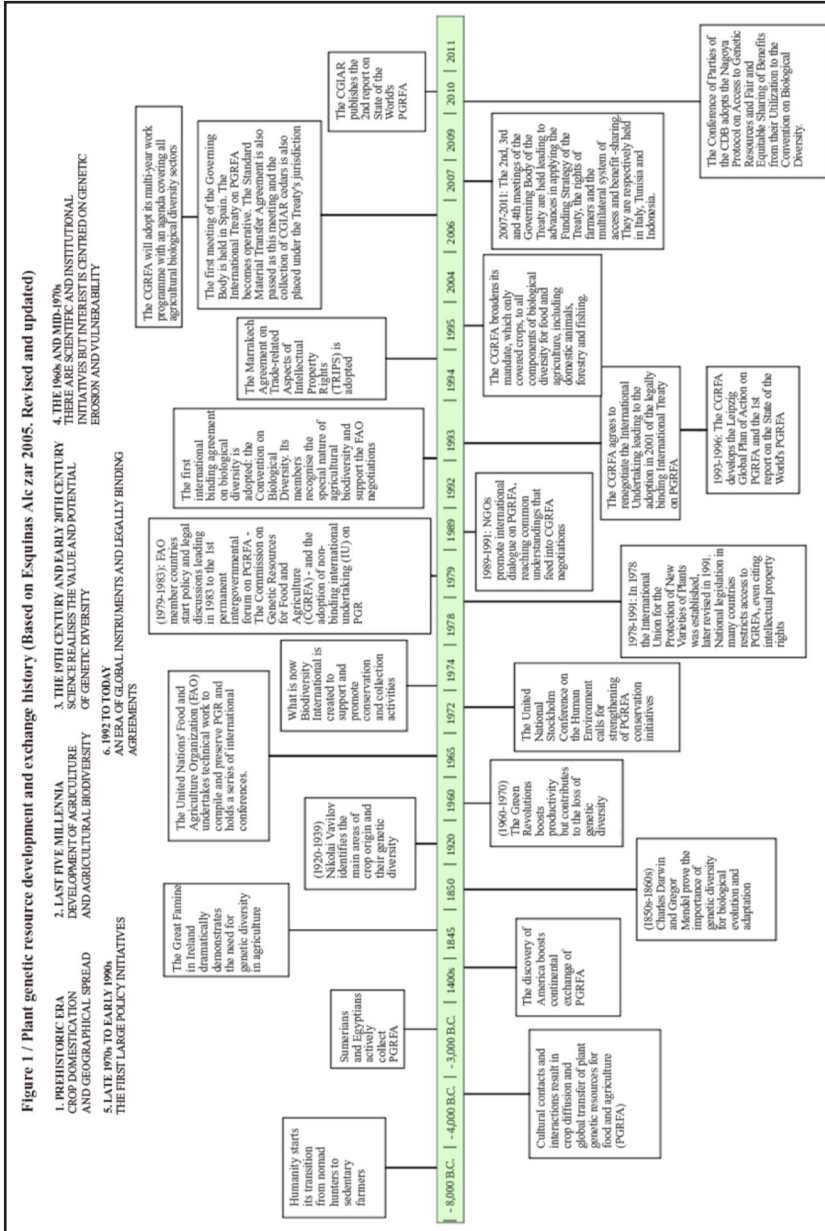 Figure 1 / Plant genetic resource development and exchange history (Based on Esquinas Alc zar 2005. Revised and updated)
1. PREHISTORIC ERA
CROP DOMESTICATION
AND GEOGRAPHICAL SPREAD
2. LAST FIVE MILLENNIA
DEVELOPMENT OF AGRICULTURE
AND AGRICULTURAL BIODIVERSITY
3. THE 19TH CENTURY AND EARLY 20TH CENTURY
SCIENCE REALISES THE VALUE AND POTENTIAL
OF GENETIC DIVERSITY
4. THE 1960s AND MID-1970s
THERE ARE SCIENTIFIC AND INSTITUTIONAL
INITIATIVES BUT INTEREST IS CENTRED ON GENETIC
EROSION AND VULNERABILITY
5. LATE 1970s TO EARLY 1990s
THE FIRST LARGE POLICY INITIATIVES
6. 1992 TO TODAY
AN ERA OF GLOBAL INSTRUMENTS AND LEGALLY BINDING
AGREEMENTS
Humanity starts
its transition
from nomad
hunters to
sedentary
farmers
Sumerians
and Egyptians
actively
collect
PGRFA
The Great Famine
in Ireland
dramatically
demonstrates
the need for
genetic diversity
in agriculture
(1920-1939)
Nikolai Vavilov
identifies the
main areas of
crop origin and
their genetic
diversity
The United Nations' Food and
Agriculture Organization (FAO)
undertakes technical work to
compile and preserve PGR and
holds a series of international
conferences.
What is now
Biodiversity
International is
created to
support and
promote
conservation
and collection
activities
(1979-1983): FAO
member countries
start policy and legal
discussions leading
in 1983 to the 1st
permanent
intergovernmental
forum on PGRFA -
The Commission on
Genetic Resources
for Food and
Agriculture
(CGRFA) - and the
adoption of non-
binding international
undertaking (IU) on
PGR
The first
international
binding agreement
on biological
diversity is
adopted: the
Convention on
Biological
Diversity. Its
members
recognise the
special nature of
agricultural
biodiversity and
support the FAO
negotiations
The Marrakech
Agreement on
Trade-related
Aspects of
Intellectual
Property
Rights
(TRIPS) is
adopted
The CGRFA will adopt its multi-year work
programme with an agenda covering all
agricultural biological diversity sectors
The first meeting of the Governing
Body is held in Spain. The
International Treaty on PGRFA
becomes operative. The Standard
Material Transfer Agreement is also
passed as this meeting and the
collection of CGIAR cedars is also
placed under the Treaty's jurisdiction
The CGIAR
publishes the
2nd report on
State of the
World's
PGRFA
- 8,000 B.C. | - 4,000 B.C. | - 3,000 B.C. | 1400s | 1845 | 1850 | 1920 | 1960 | 1965 | 1972 | 1974 | 1978 | 1979 | 1989 | 1992 | 1993 | 1994 | 1995 | 2004 | 2006 | 2007 | 2009 | 2010 | 2011
Cultural contacts and
interactions result in
crop diffusion and
global transfer of plant
genetic resources for
food and agriculture
(PGRFA)
The discovery of
America boosts
continental
exchange of
PGRFA
(1850s-1860s)
Charles Darwin
and Gregor
Mendel prove the
importance of
genetic diversity
for biological
evolution and
adaptation
(1960-1970)
The Green
Revolutions
boosts
productivity
but contributes
to the loss of
genetic
diversity
The United
National
Stockholm
Conference on
the Human
Environment
calls for
strengthening
of PGRFA
conservation
initiatives
1978-1991: In 1978
the International
Union for the
Protection of New
Varieties of Plants
was established,
later revised in 1991.
National legislation in
many countries
restricts access to
PGRFA, even citing
intellectual property
rights
1989-1991: NGOs
promote international
dialogue on PGRFA,
reaching common
understandings that
feed into CGRFA
negotiations
The CGRFA agrees to
renegotiate the International
Undertaking leading to the
adoption in 2001 of the legally
binding International Treaty
on PGRFA
1993-1996: The CGRFA
develops the Leipzig
Global Plan of Action on
PGRFA and the 1st
report on the State of the
World's PGRFA
The CGRFA broadens its
mandate, which only
covered crops, to all
components of biological
diversity for food and
agriculture, including
domestic animals,
forestry and fishing.
2007-2011: The 2nd, 3rd
and 4th meetings of the
Governing Body of the
Treaty are held leading to
advances in applying the
Funding Strategy of the
Treaty, the rights of
farmers and the
multilateral system of
access and benefit-sharing.
They are respectively held
in Italy, Tunisia and
Indonesia.
The Conference of Parties of
the CDB adopts the Nagoya
Protocol on Access to Genetic
Resources and Fair and
Equitable Sharing of Benefits
from their Utilization to the
Convention on Biological
Diversity.